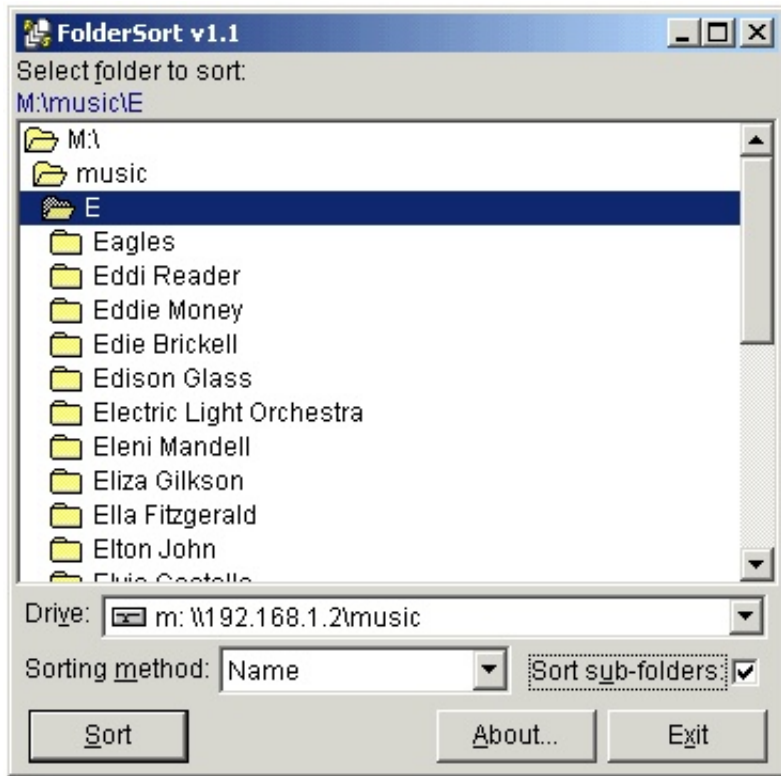 FolderSort v1.1
Select folder to sort:
M:\music\E
M:\
music
E
Eagles
Eddi Reader
Eddie Money
Edie Brickell
Edison Glass
Electric Light Orchestra
Eleni Mandell
Eliza Gilkson
Ella Fitzgerald
Elton John
Elvis Costello
Drive: m: \\192.168.1.2\music
Sorting method: Name Sort sub-folders:
Sort About... Exit